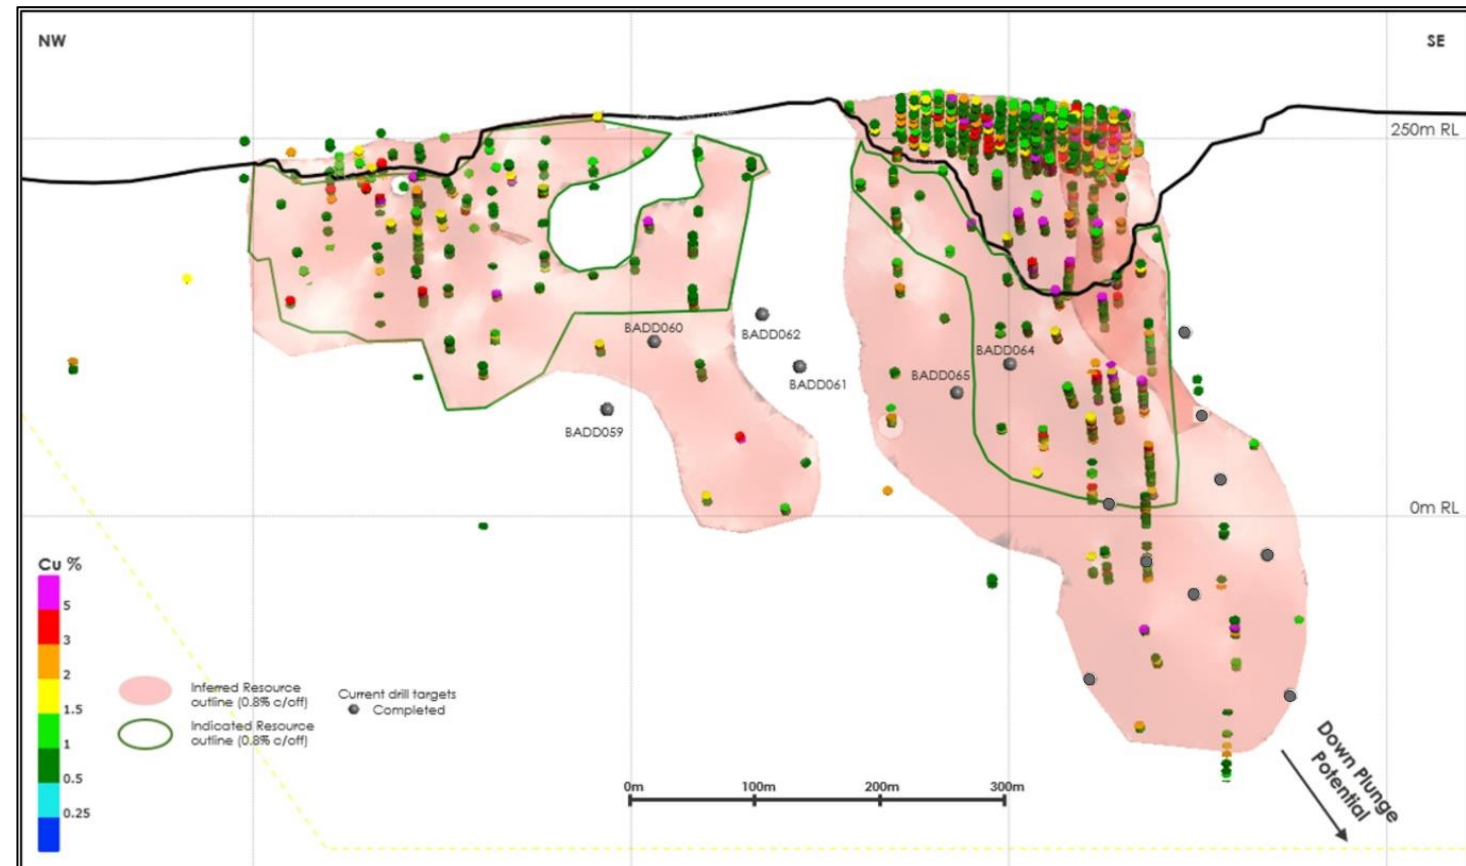 NW
SE
250m RL
BADD060
BADD062
BADD064
BADD061
BADD065
BADD059
0m RL
Cu %
5
3
2
1.5
1
0.5
0.25
Inferred Resource
outline (0.8% c/off)
Indicated Resource
outline (0.8% c/off)
Current drill targets
Completed
0m
100m
200m
300m
Down Plunge
Potential